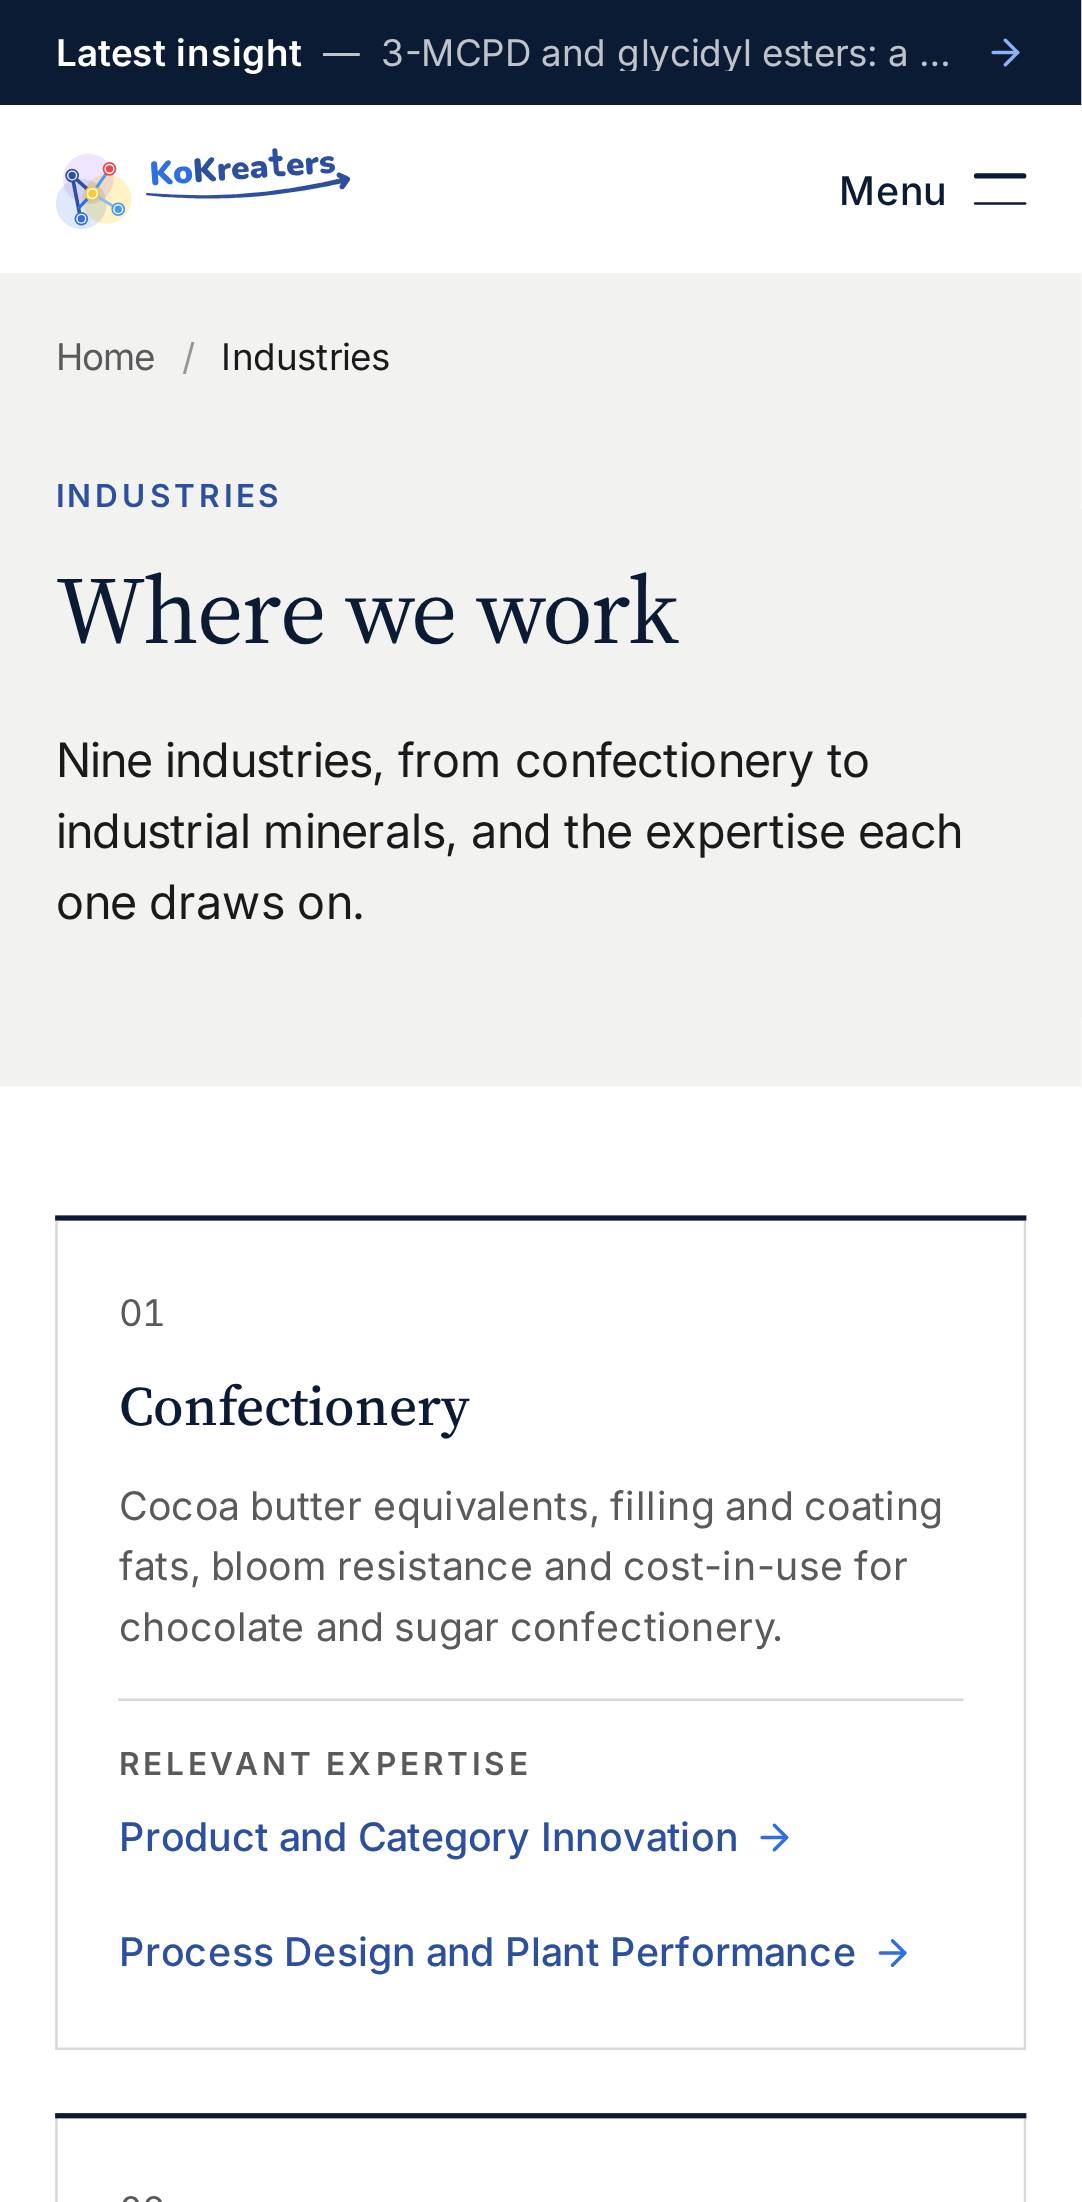 Latest insight — 3-MCPD and glycidyl esters: a ...
KoKreaters
Menu
Home / Industries
INDUSTRIES
Where we work
Nine industries, from confectionery to
industrial minerals, and the expertise each
one draws on.
01
Confectionery
Cocoa butter equivalents, filling and coating
fats, bloom resistance and cost-in-use for
chocolate and sugar confectionery.
RELEVANT EXPERTISE
Product and Category Innovation
Process Design and Plant Performance